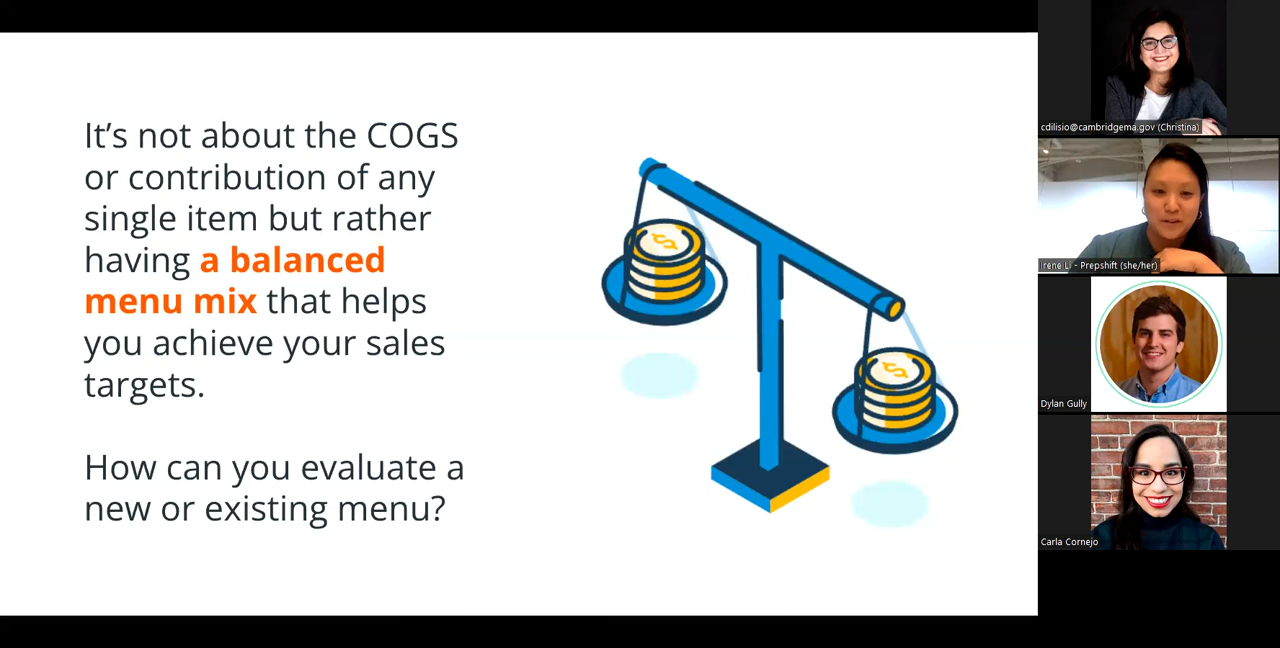 It's not about the COGS
or contribution of any
single item but rather
having a balanced
menu mix that helps
you achieve your sales
targets.
How can you evaluate a
new or existing menu?
cdilisio@cambridgema.gov (Christina)
Irene Li - Prepshift (she/her)
Dylan Gully
Carla Cornejo